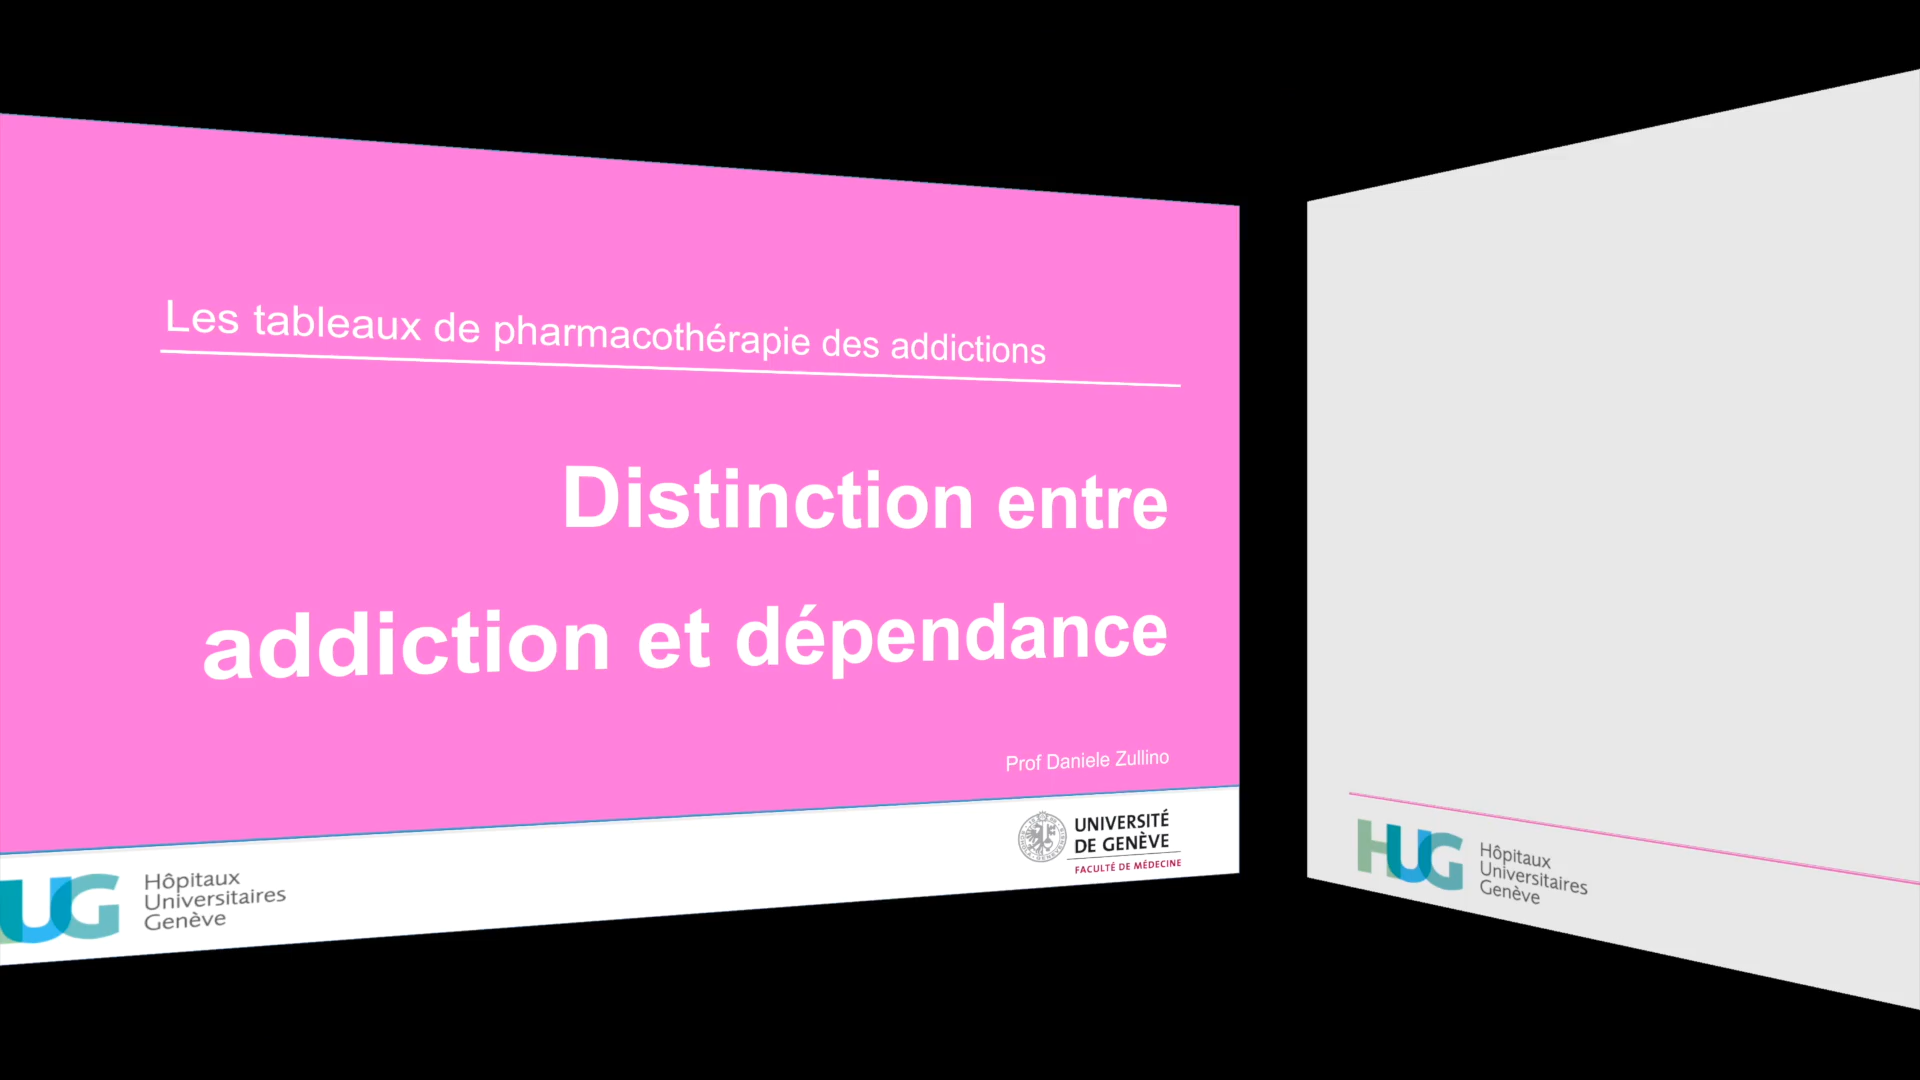 Les tableaux de pharmacothérapie des addictions
Distinction entre
addiction et dépendance
Prof Daniele Zullino
UNIVERSITÉ
DE GENÈVE
FACULTÉ DE MÉDECINE
UG
Hôpitaux
Universitaires
Genève
HUG
Hôpitaux
Universitaires
Genève